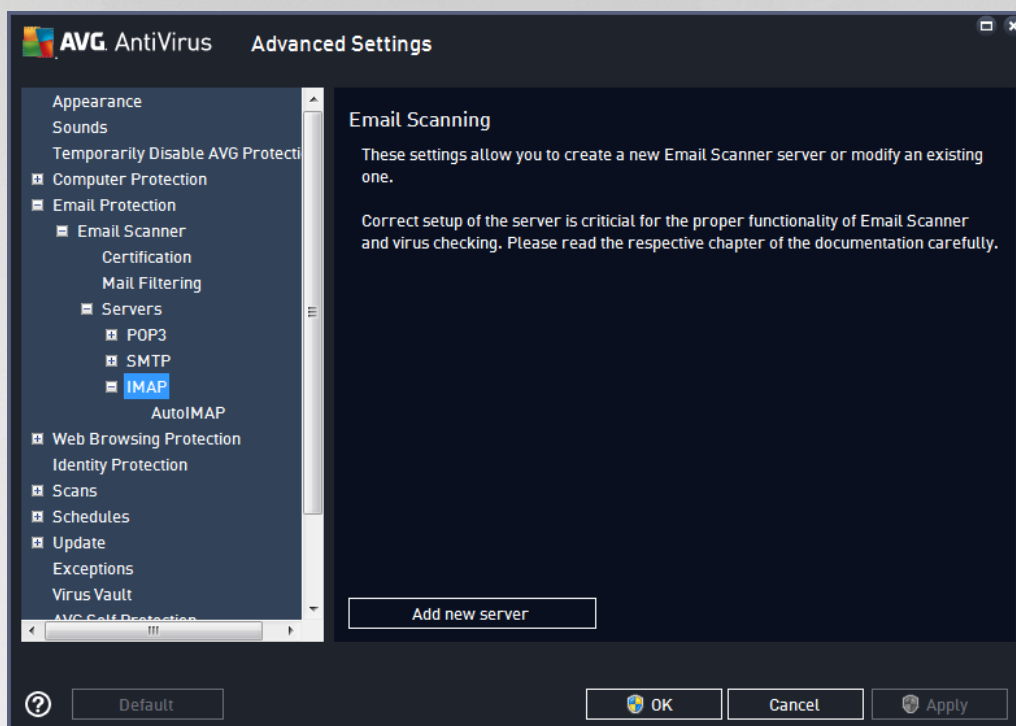 AVG. AntiVirus Advanced Settings
Appearance
Sounds
Temporarily Disable AVG Protecti
Computer Protection
Email Protection
Email Scanner
Certification
Mail Filtering
Servers
POP3
SMTP
IMAP
AutoIMAP
Web Browsing Protection
Identity Protection
Scans
Schedules
Update
Exceptions
Virus Vault
AVG Self Protection
Email Scanning
These settings allow you to create a new Email Scanner server or modify an existing
one.
Correct setup of the server is criticial for the proper functionality of Email Scanner
and virus checking. Please read the respective chapter of the documentation carefully.
Add new server
?
Default
OK
Cancel
Apply